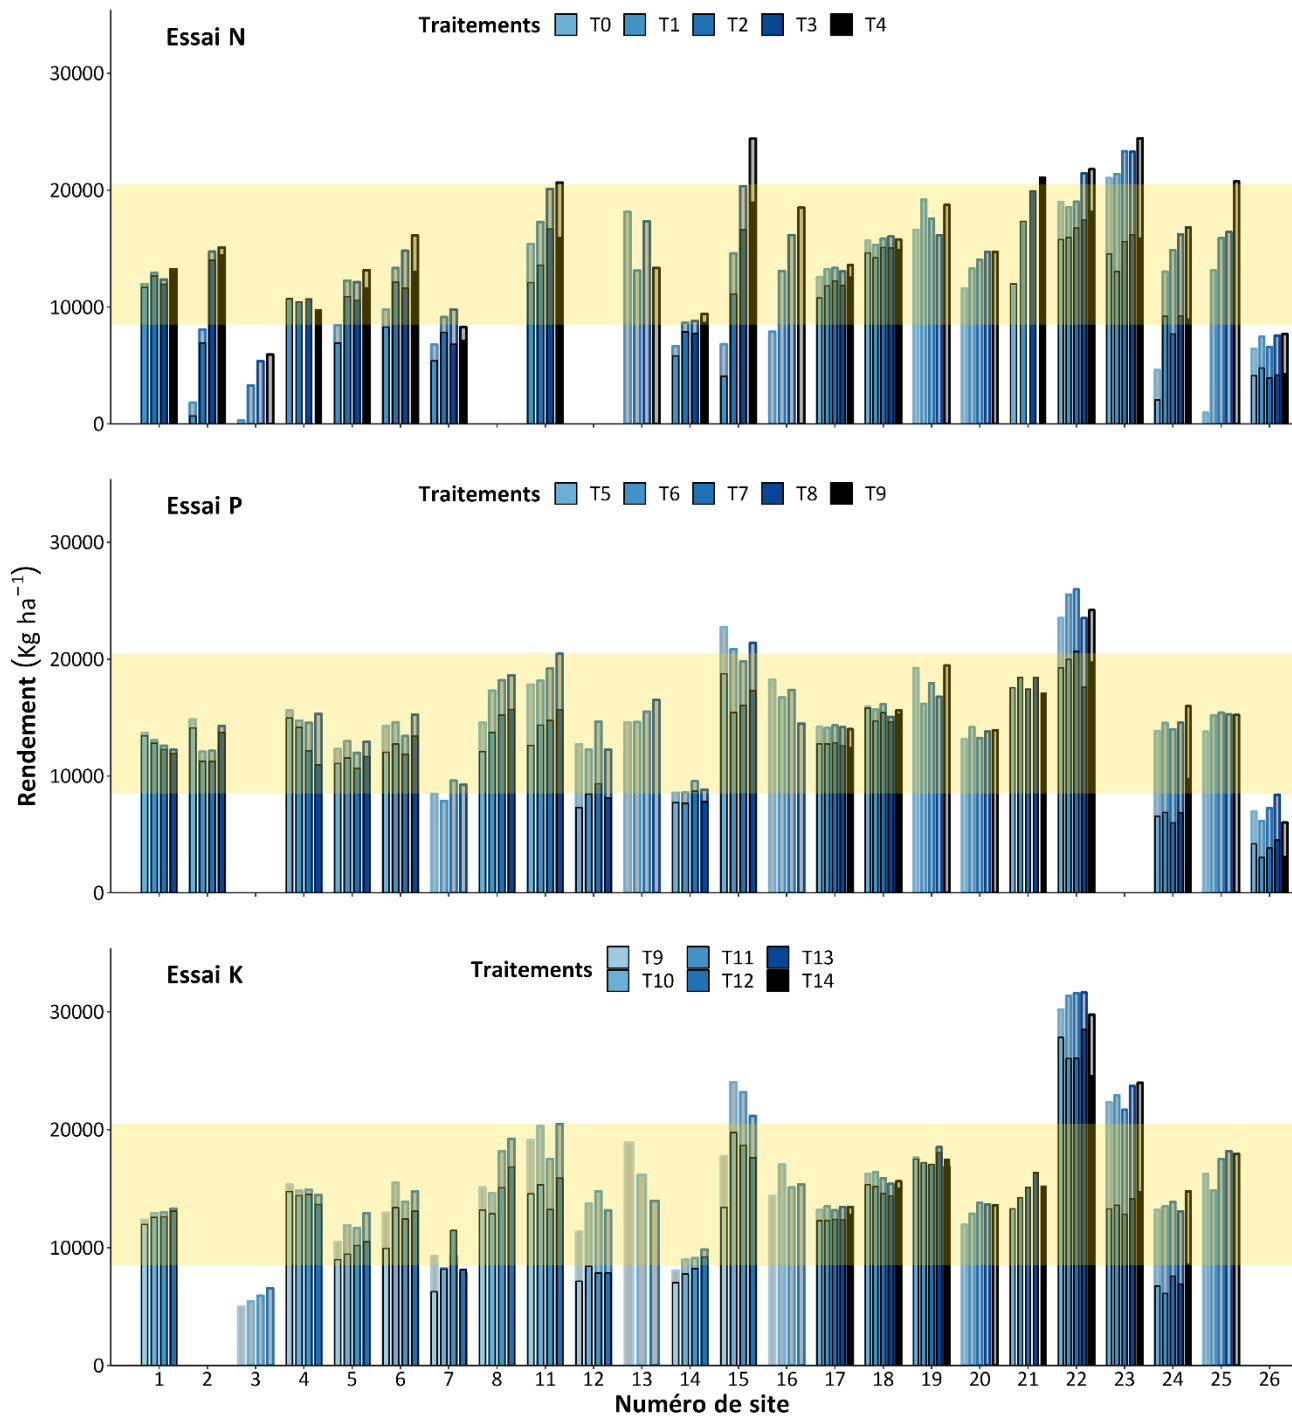 Essai N
Traitements T0 T1 T2 T3 T4
30000
20000
10000
0
Essai P
Traitements T5 T6 T7 T8 T9
30000
20000
10000
0
Rendement (Kg ha⁻¹)
Essai K
Traitements T9 T11 T13
T10 T12 T14
30000
20000
10000
0
1 2 3 4 5 6 7 8 11 12 13 14 15 16 17 18 19 20 21 22 23 24 25 26
Numéro de site